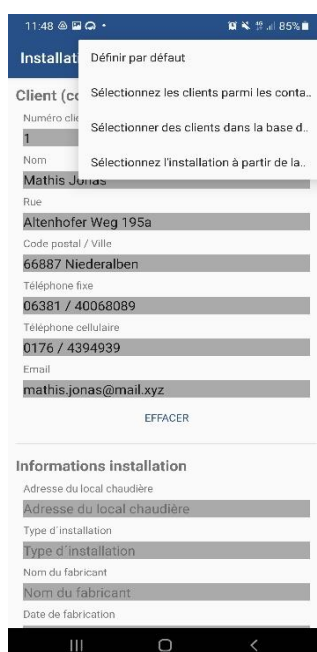 11:48
85%
Installati
Définir par défaut
Sélectionnez les clients parmi les conta..
Sélectionner des clients dans la base d..
Sélectionnez l'installation à partir de la..
Client (co
Numéro clie
1
Nom
Mathis Jonas
Rue
Altenhofer Weg 195a
Code postal / Ville
66887 Niederalben
Téléphone fixe
06381 / 40068089
Téléphone cellulaire
0176 / 4394939
Email
mathis.jonas@mail.xyz
EFFACER
Informations installation
Adresse du local chaudière
Adresse du local chaudière
Type d´installation
Type d´installation
Nom du fabricant
Nom du fabricant
Date de fabrication